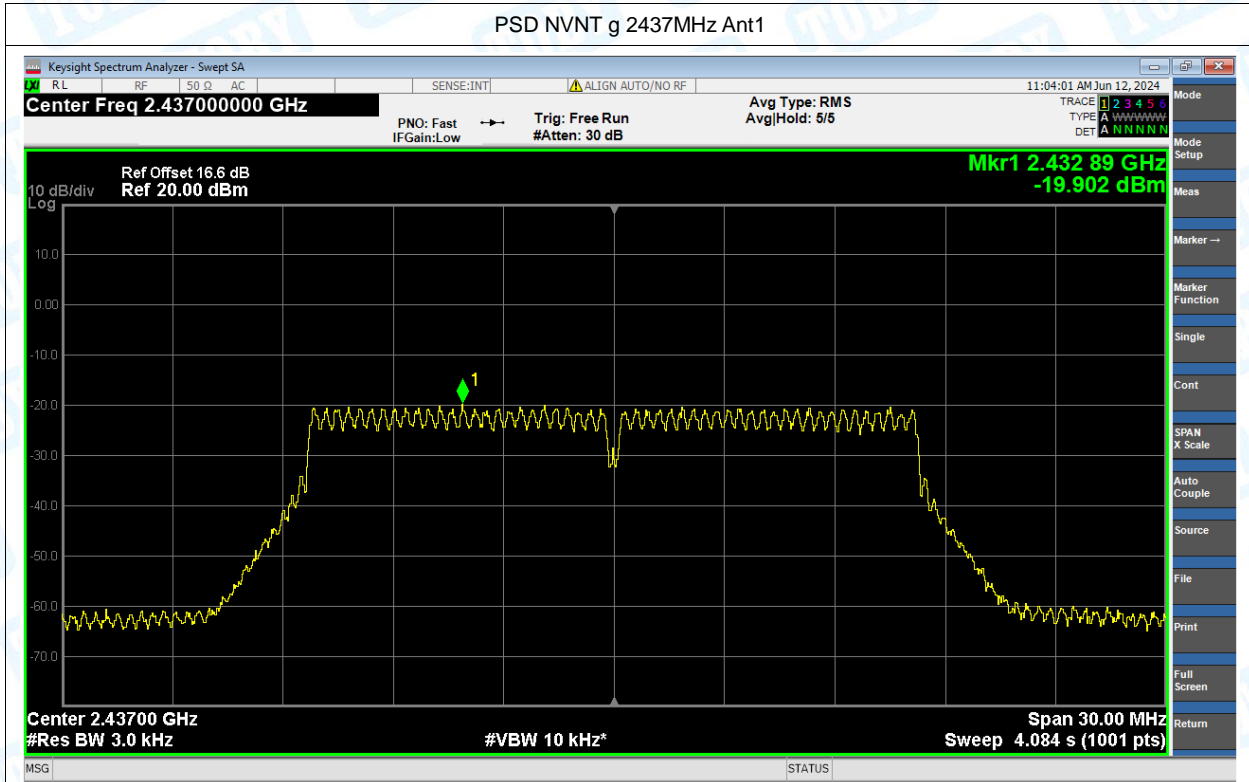 PSD NVNT g 2437MHz Ant1
Keysight Spectrum Analyzer - Swept SA
LXI RL RF 50 Ω AC SENSE:INT ALIGN AUTO/NO RF 11:04:01 AM Jun 12, 2024
Center Freq 2.437000000 GHz
PNO: Fast
IFGain:Low
Trig: Free Run
#Atten: 30 dB
Avg Type: RMS
Avg|Hold: 5/5
TRACE 1 2 3 4 5 6
TYPE A WWWWW
DET A N N N N N
Ref Offset 16.6 dB
10 dB/div Ref 20.00 dBm
Log
Mkr1 2.432 89 GHz
-19.902 dBm
10.0
0.00
-10.0
1
-20.0
-30.0
-40.0
-50.0
-60.0
-70.0
Center 2.43700 GHz
Span 30.00 MHz
#Res BW 3.0 kHz
#VBW 10 kHz*
Sweep 4.084 s (1001 pts)
MSG
STATUS
Mode
Mode
Setup
Meas
Marker→
Marker
Function
Single
Cont
SPAN
X Scale
Auto
Couple
Source
File
Print
Full
Screen
Return
TOBY